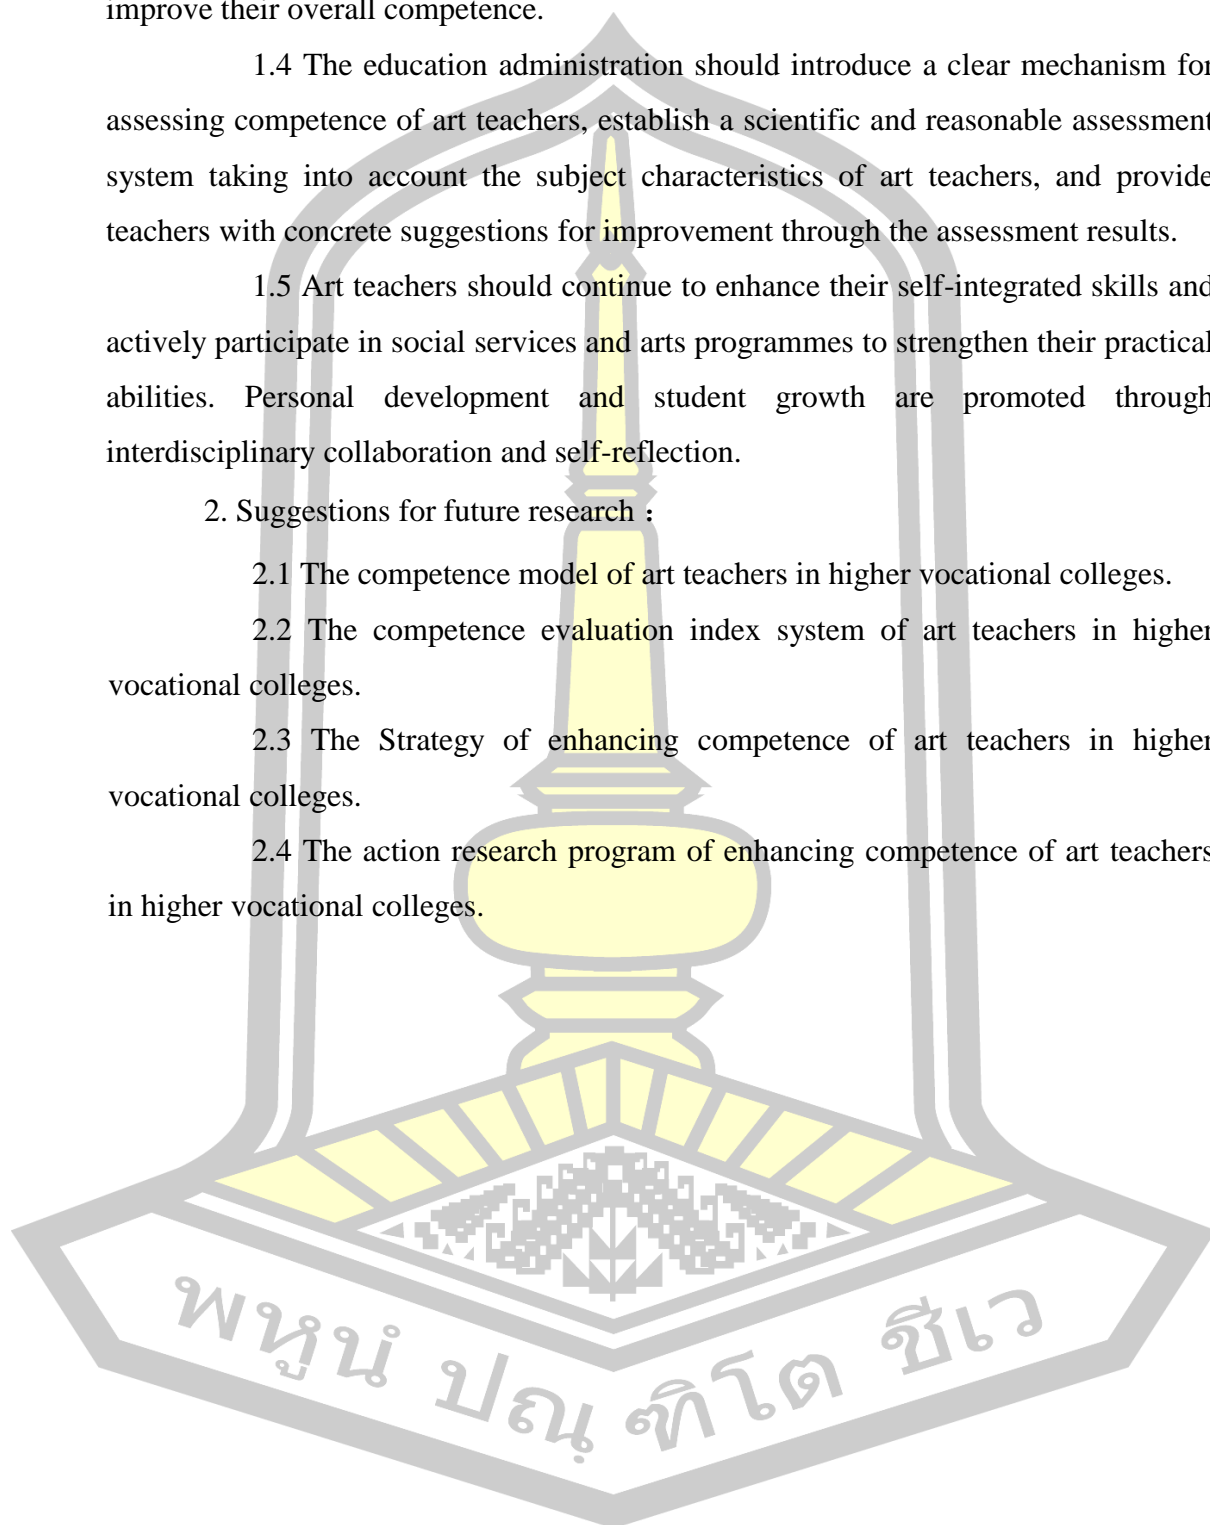 improve their overall competence.
1.4 The education administration should introduce a clear mechanism for
assessing competence of art teachers, establish a scientific and reasonable assessment
system taking into account the subject characteristics of art teachers, and provide
teachers with concrete suggestions for improvement through the assessment results.
1.5 Art teachers should continue to enhance their self-integrated skills and
actively participate in social services and arts programmes to strengthen their practical
abilities. Personal development and student growth are promoted through
interdisciplinary collaboration and self-reflection.
2. Suggestions for future research：
2.1 The competence model of art teachers in higher vocational colleges.
2.2 The competence evaluation index system of art teachers in higher
vocational colleges.
2.3 The Strategy of enhancing competence of art teachers in higher
vocational colleges.
2.4 The action research program of enhancing competence of art teachers
in higher vocational colleges.
พหูนํ ปณฺฑิโต ชีเว